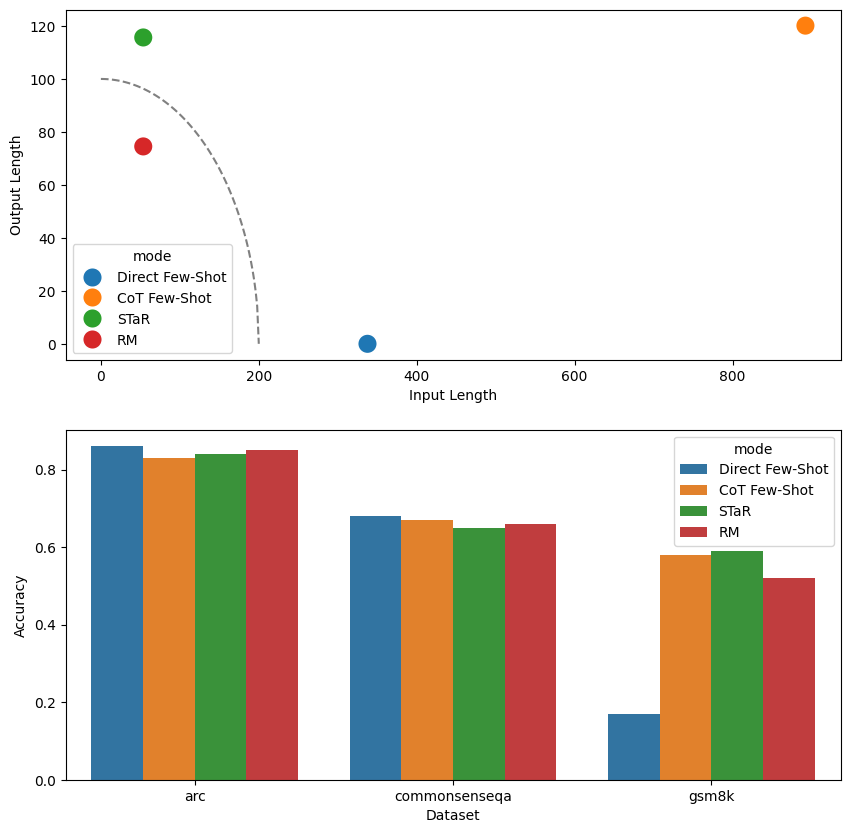 120
100
80
60
40
20
0
Output Length
mode
Direct Few-Shot
CoT Few-Shot
STaR
RM
0 200 400 600 800
Input Length
0.8
0.6
0.4
0.2
0.0
Accuracy
mode
Direct Few-Shot
CoT Few-Shot
STaR
RM
arc commonsenseqa gsm8k
Dataset